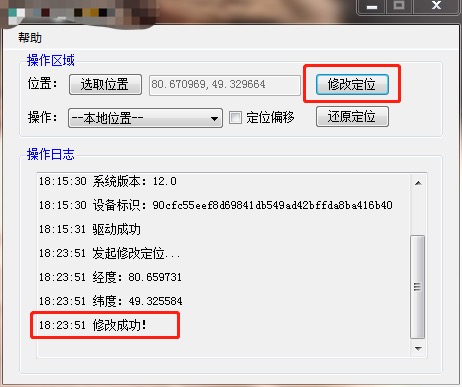 帮助
操作区域
位置: 选取位置 80.670969,49.329664 修改定位
操作: --本地位置-- 定位偏移 还原定位
操作日志
18:15:30 系统版本: 12.0
18:15:30 设备标识: 90cfc55eef8d69841db549ad42bffda8ba416b40
18:15:31 驱动成功
18:23:51 发起修改定位...
18:23:51 经度: 80.659731
18:23:51 纬度: 49.325584
18:23:51 修改成功!